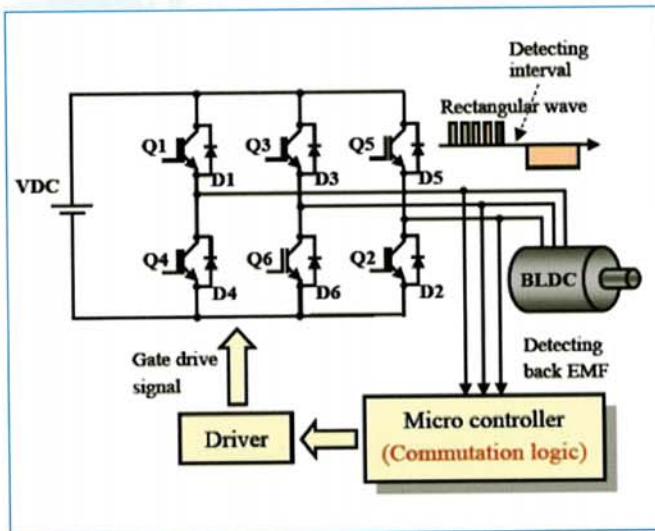 Detecting
interval
Rectangular wave
Q1
Q3
Q5
D1
D3
D5
VDC
Q4
Q6
Q2
D4
D6
D2
BLDC
Gate drive
signal
Detecting
back EMF
Driver
Micro controller
(Commutation logic)